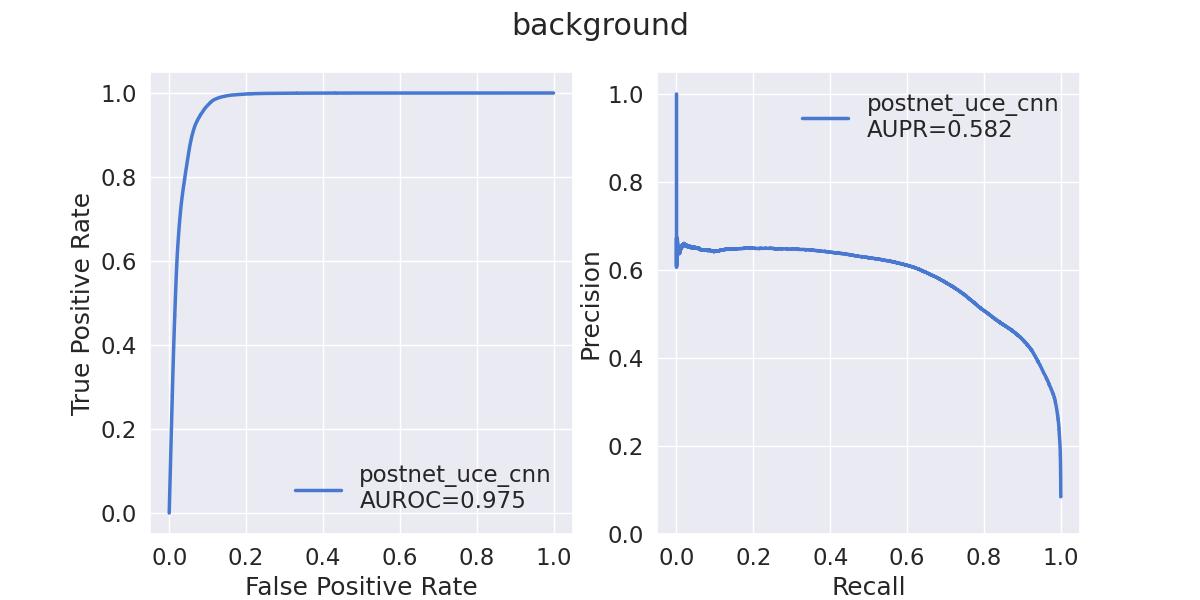 background
1.0
0.8
0.6
0.4
0.2
0.0
True Positive Rate
postnet_uce_cnn
AUROC=0.975
0.0 0.2 0.4 0.6 0.8 1.0
False Positive Rate
1.0
0.8
0.6
0.4
0.2
0.0
Precision
postnet_uce_cnn
AUPR=0.582
0.0 0.2 0.4 0.6 0.8 1.0
Recall